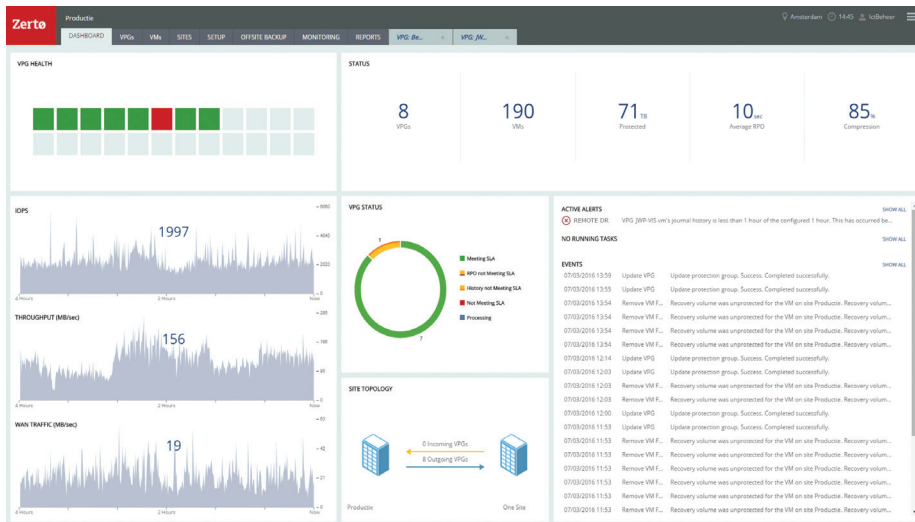 Zertø
Productie
Amsterdam 14:45 IctBeheer
DASHBOARD VPGs VMs SITES SETUP OFFSITE BACKUP MONITORING REPORTS VPG: Be... × VPG: JW... ×
VPG HEALTH
STATUS
8 190 71 TB 10 sec 85 %
VPGs VMs Protected Average RPO Compression
IOPS
1997
6060
4040
2020
0
4 Hours 2 Hours Now
THROUGHPUT (MB/sec)
156
0
4 Hours 2 Hours Now
WAN TRAFFIC (MB/sec)
19
42
21
0
4 Hours 2 Hours Now
VPG STATUS
1
7
Meeting SLA
RPO not Meeting SLA
History not Meeting SLA
Not Meeting SLA
Processing
SITE TOPOLOGY
0 Incoming VPGs
8 Outgoing VPGs
Productie One Site
ACTIVE ALERTS SHOW ALL
REMOTE DR VPG JWP-VIS vm's journal history is less than 1 hour of the configured 1 hour. This has occurred be...
NO RUNNING TASKS SHOW ALL
EVENTS SHOW ALL
07/03/2016 13:59 Update VPG Update protection group. Success. Completed successfully.
07/03/2016 13:55 Update VPG Update protection group. Success. Completed successfully.
07/03/2016 13:54 Remove VM F... Recovery volume was unprotected for the VM on site Productie. Recovery volum...
07/03/2016 13:54 Remove VM F... Recovery volume was unprotected for the VM on site Productie. Recovery volum...
07/03/2016 13:54 Remove VM F... Recovery volume was unprotected for the VM on site Productie. Recovery volum...
07/03/2016 13:54 Remove VM F... Recovery volume was unprotected for the VM on site Productie. Recovery volum...
07/03/2016 12:14 Update VPG Update protection group. Success. Completed successfully.
07/03/2016 12:03 Update VPG Update protection group. Success. Completed successfully.
07/03/2016 12:03 Remove VM F... Recovery volume was unprotected for the VM on site Productie. Recovery volum...
07/03/2016 12:03 Remove VM F... Recovery volume was unprotected for the VM on site Productie. Recovery volum...
07/03/2016 12:00 Update VPG Update protection group. Success. Completed successfully.
07/03/2016 11:53 Update VPG Update protection group. Success. Completed successfully.
07/03/2016 11:53 Remove VM F... Recovery volume was unprotected for the VM on site Productie. Recovery volum...
07/03/2016 11:53 Remove VM F... Recovery volume was unprotected for the VM on site Productie. Recovery volum...
07/03/2016 11:53 Remove VM F... Recovery volume was unprotected for the VM on site Productie. Recovery volum...
07/03/2016 11:53 Remove VM F... Recovery volume was unprotected for the VM on site Productie. Recovery volum...
07/03/2016 11:53 Remove VM F... Recovery volume was unprotected for the VM on site Productie. Recovery volum...
07/03/2016 11:53 Remove VM F... Recovery volume was unprotected for the VM on site Productie. Recovery volum...